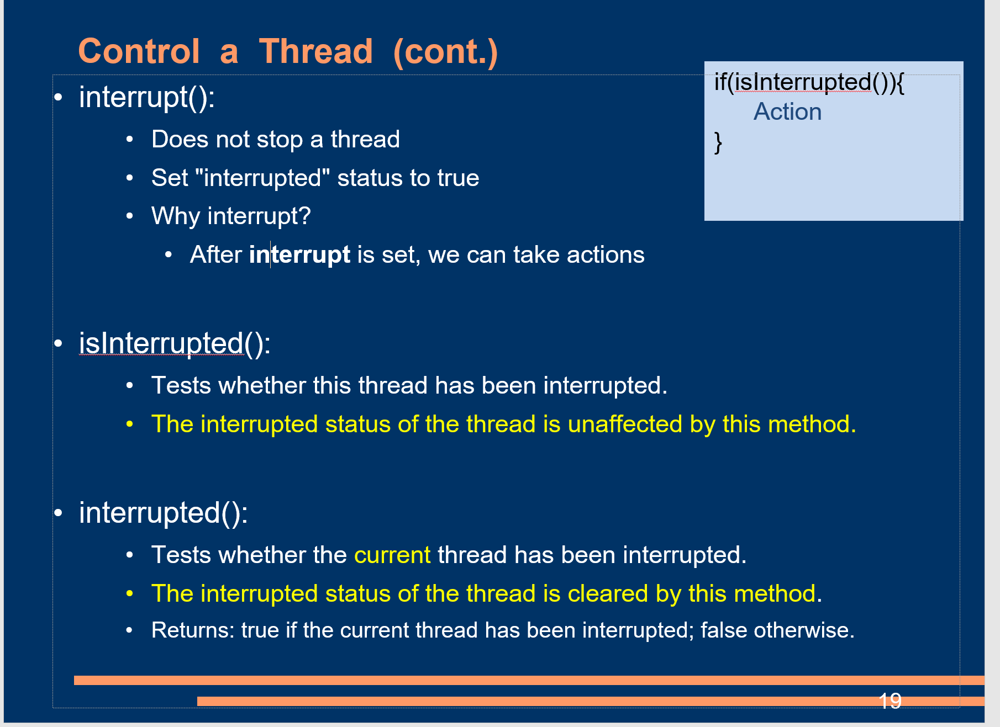 Control a Thread (cont.)
if(isInterrupted()){
Action
}
• interrupt():
• Does not stop a thread
• Set "interrupted" status to true
• Why interrupt?
• After interrupt is set, we can take actions
• isInterrupted():
• Tests whether this thread has been interrupted.
• The interrupted status of the thread is unaffected by this method.
• interrupted():
• Tests whether the current thread has been interrupted.
• The interrupted status of the thread is cleared by this method.
• Returns: true if the current thread has been interrupted; false otherwise.
19